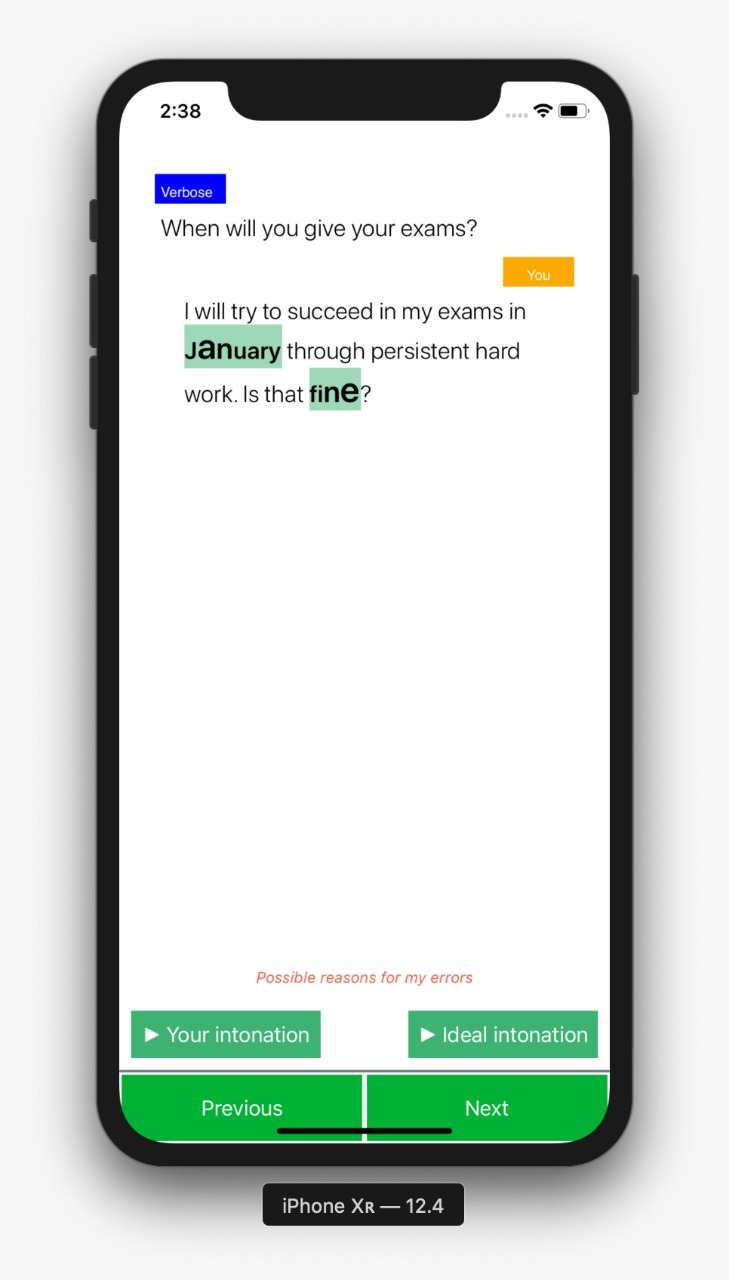 2:38
Verbose
When will you give your exams?
You
I will try to succeed in my exams in
January through persistent hard
work. Is that fine?
Possible reasons for my errors
▶ Your intonation
▶ Ideal intonation
Previous
Next
iPhone Xʀ — 12.4